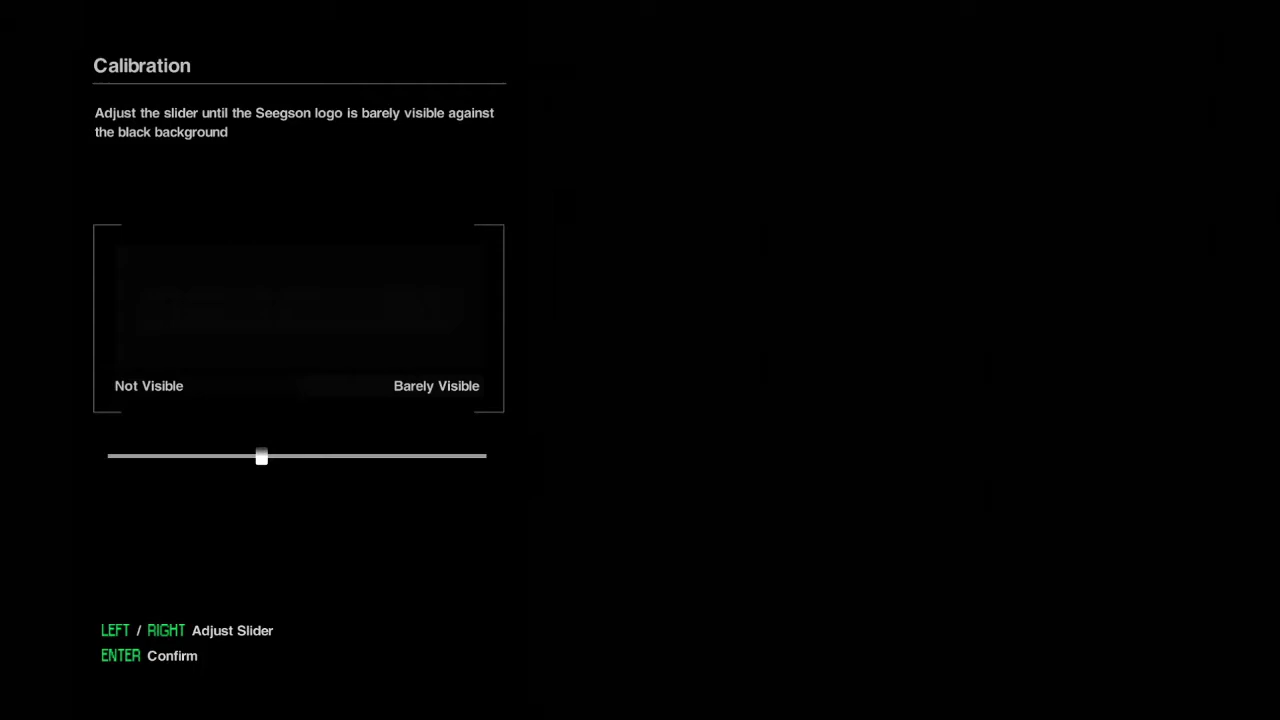 Calibration
Adjust the slider until the Seegson logo is barely visible against
the black background
Not Visible
Barely Visible
LEFT / RIGHT Adjust Slider
ENTER Confirm